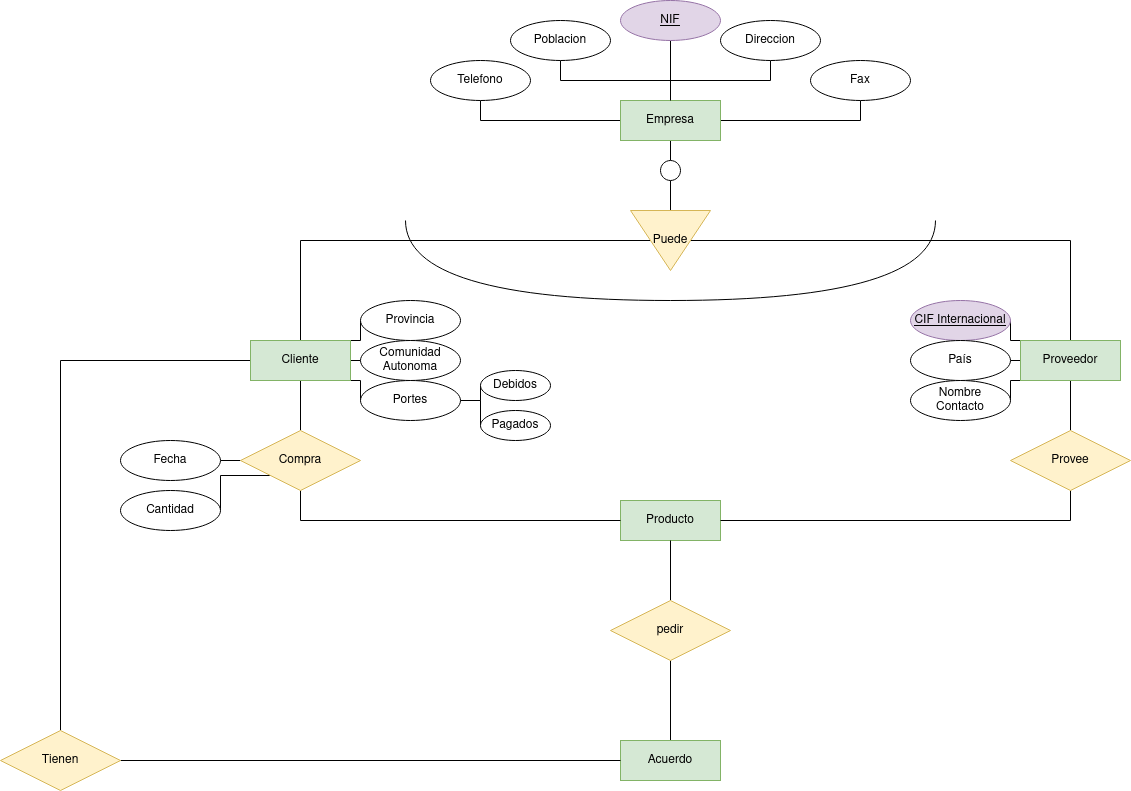 NIF
Poblacion
Direccion
Telefono
Fax
Empresa
Puede
Provincia
CIF Internacional
Cliente
Comunidad
Autonoma
País
Proveedor
Debidos
Portes
Nombre
Contacto
Pagados
Fecha
Compra
Provee
Cantidad
Producto
pedir
Tienen
Acuerdo